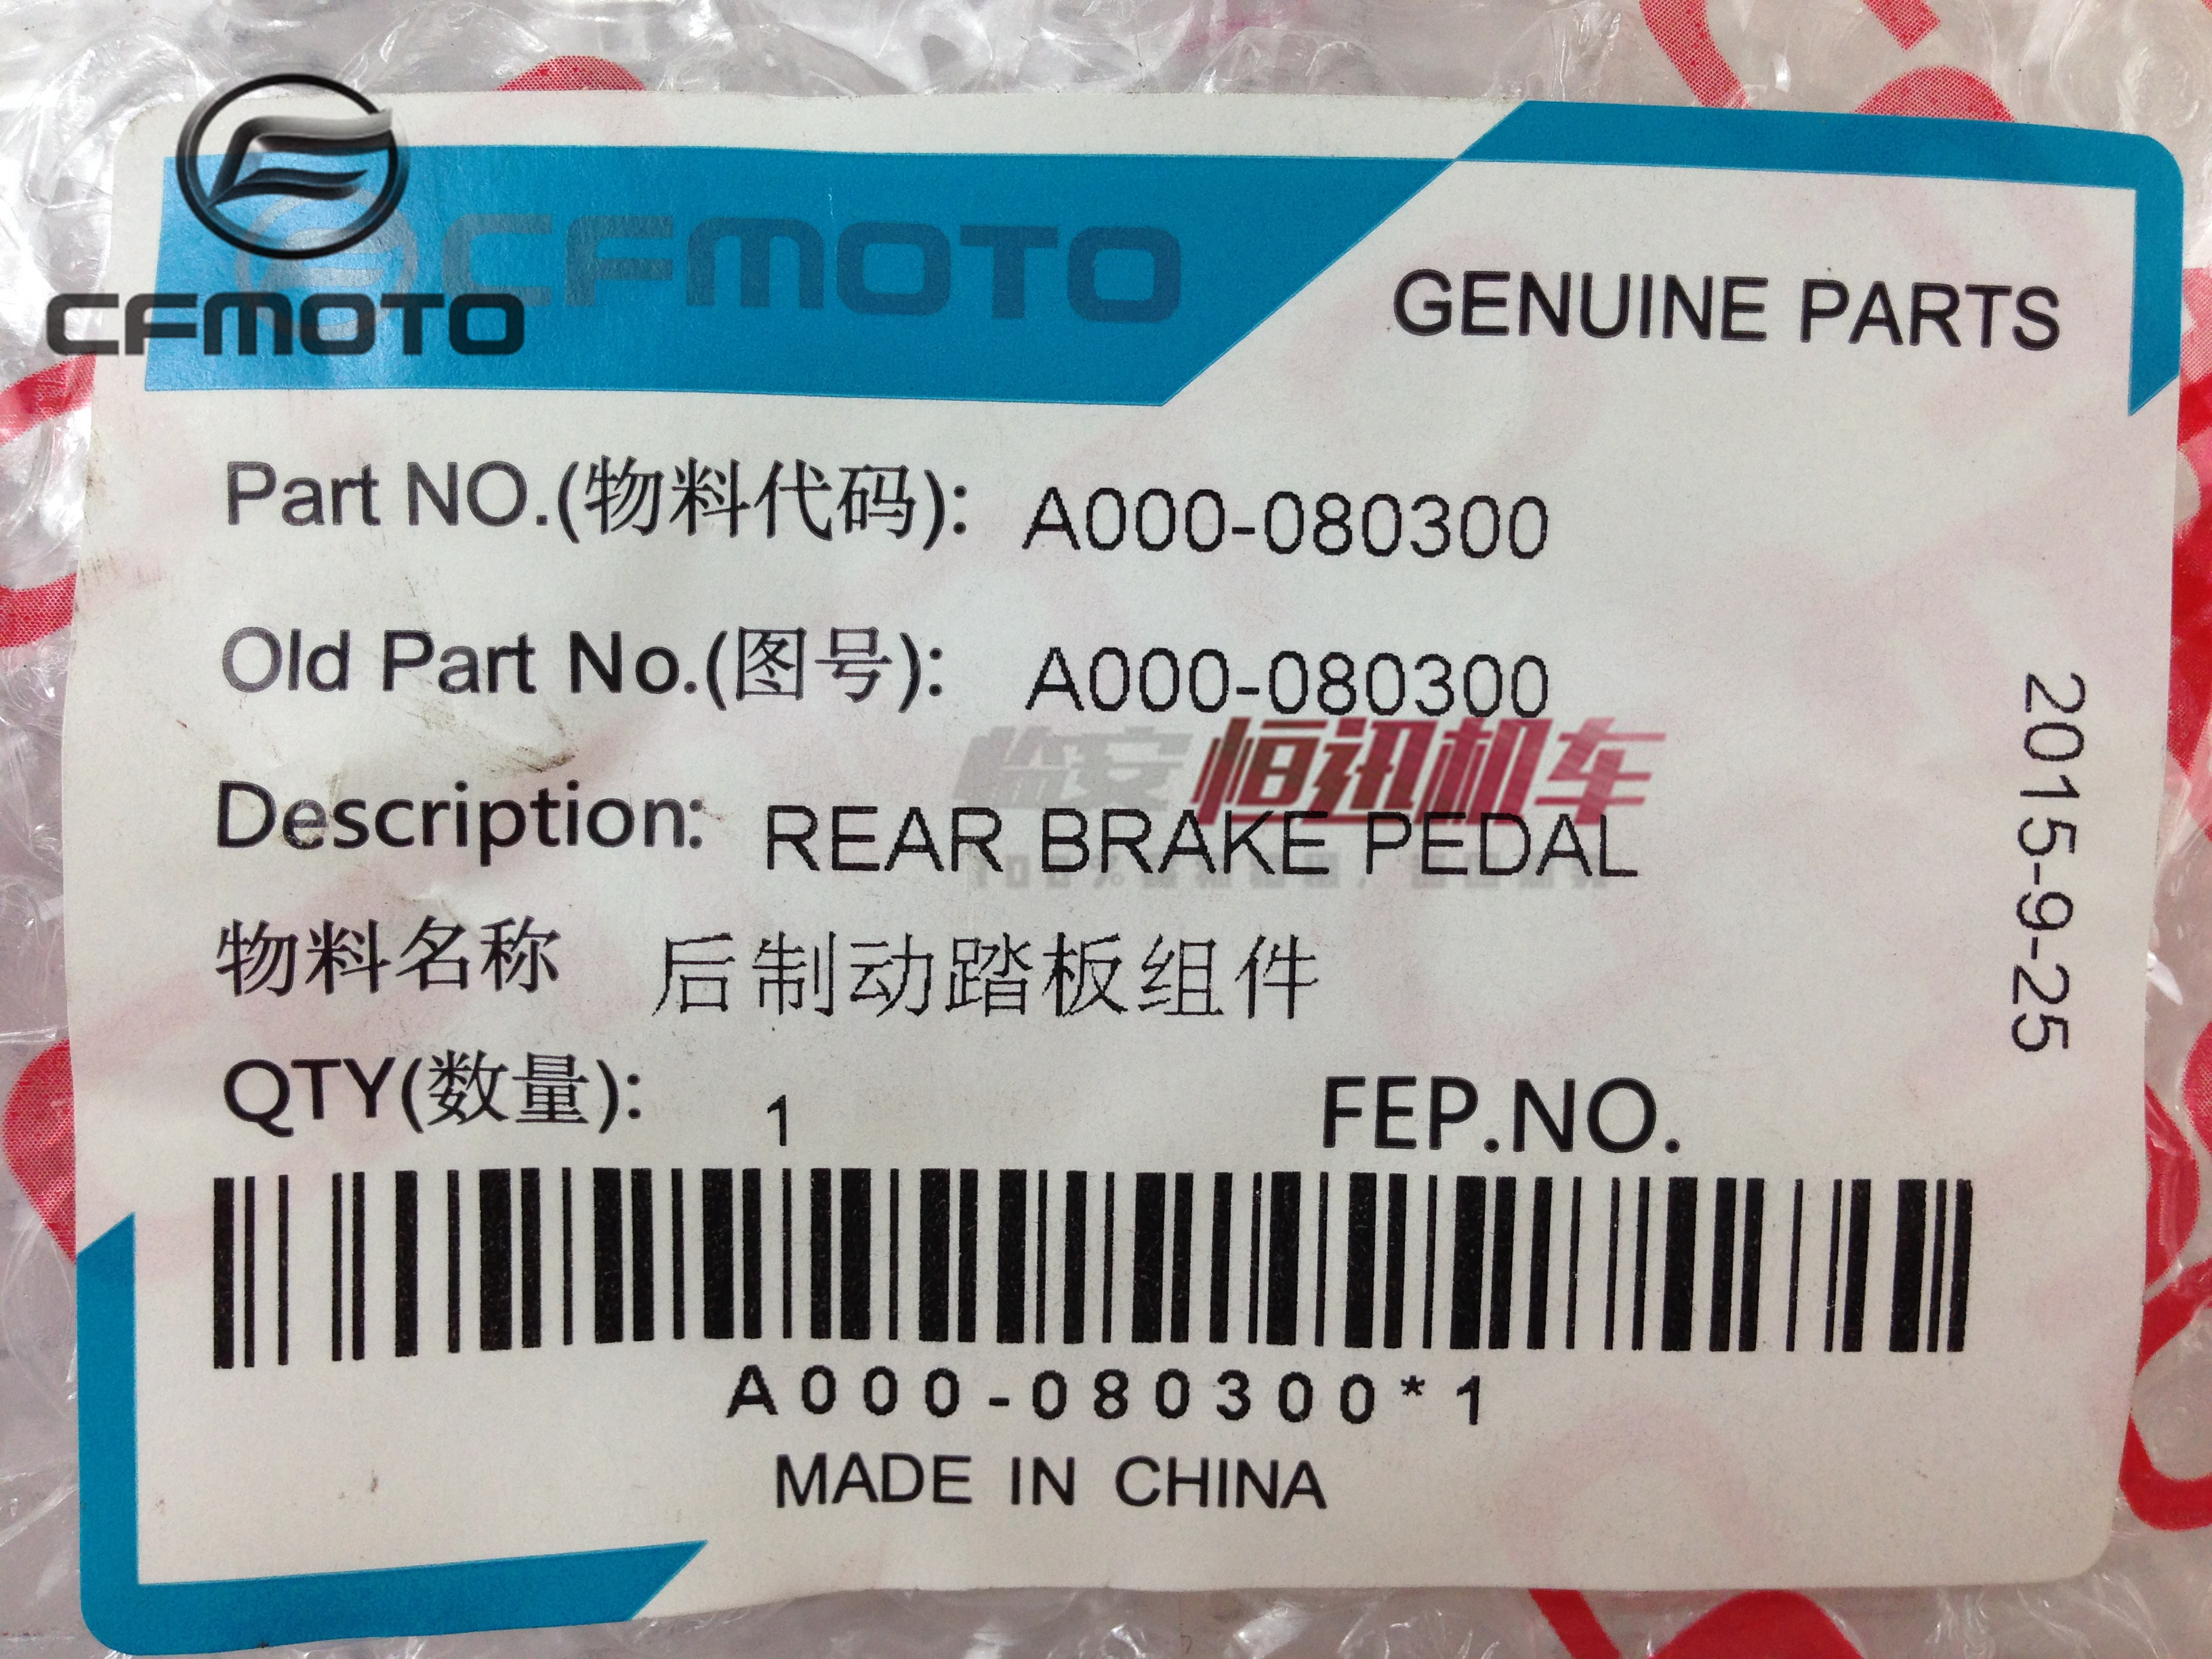 CFMOTO
CFMOTO
GENUINE PARTS
Part NO.(物料代码): A000-080300
Old Part No.(图号): A000-080300
临安恒迅机车
Description: REAR BRAKE PEDAL
物料名称 后制动踏板组件
QTY(数量): 1
FEP.NO.
2015-9-25
A000-080300*1
MADE IN CHINA